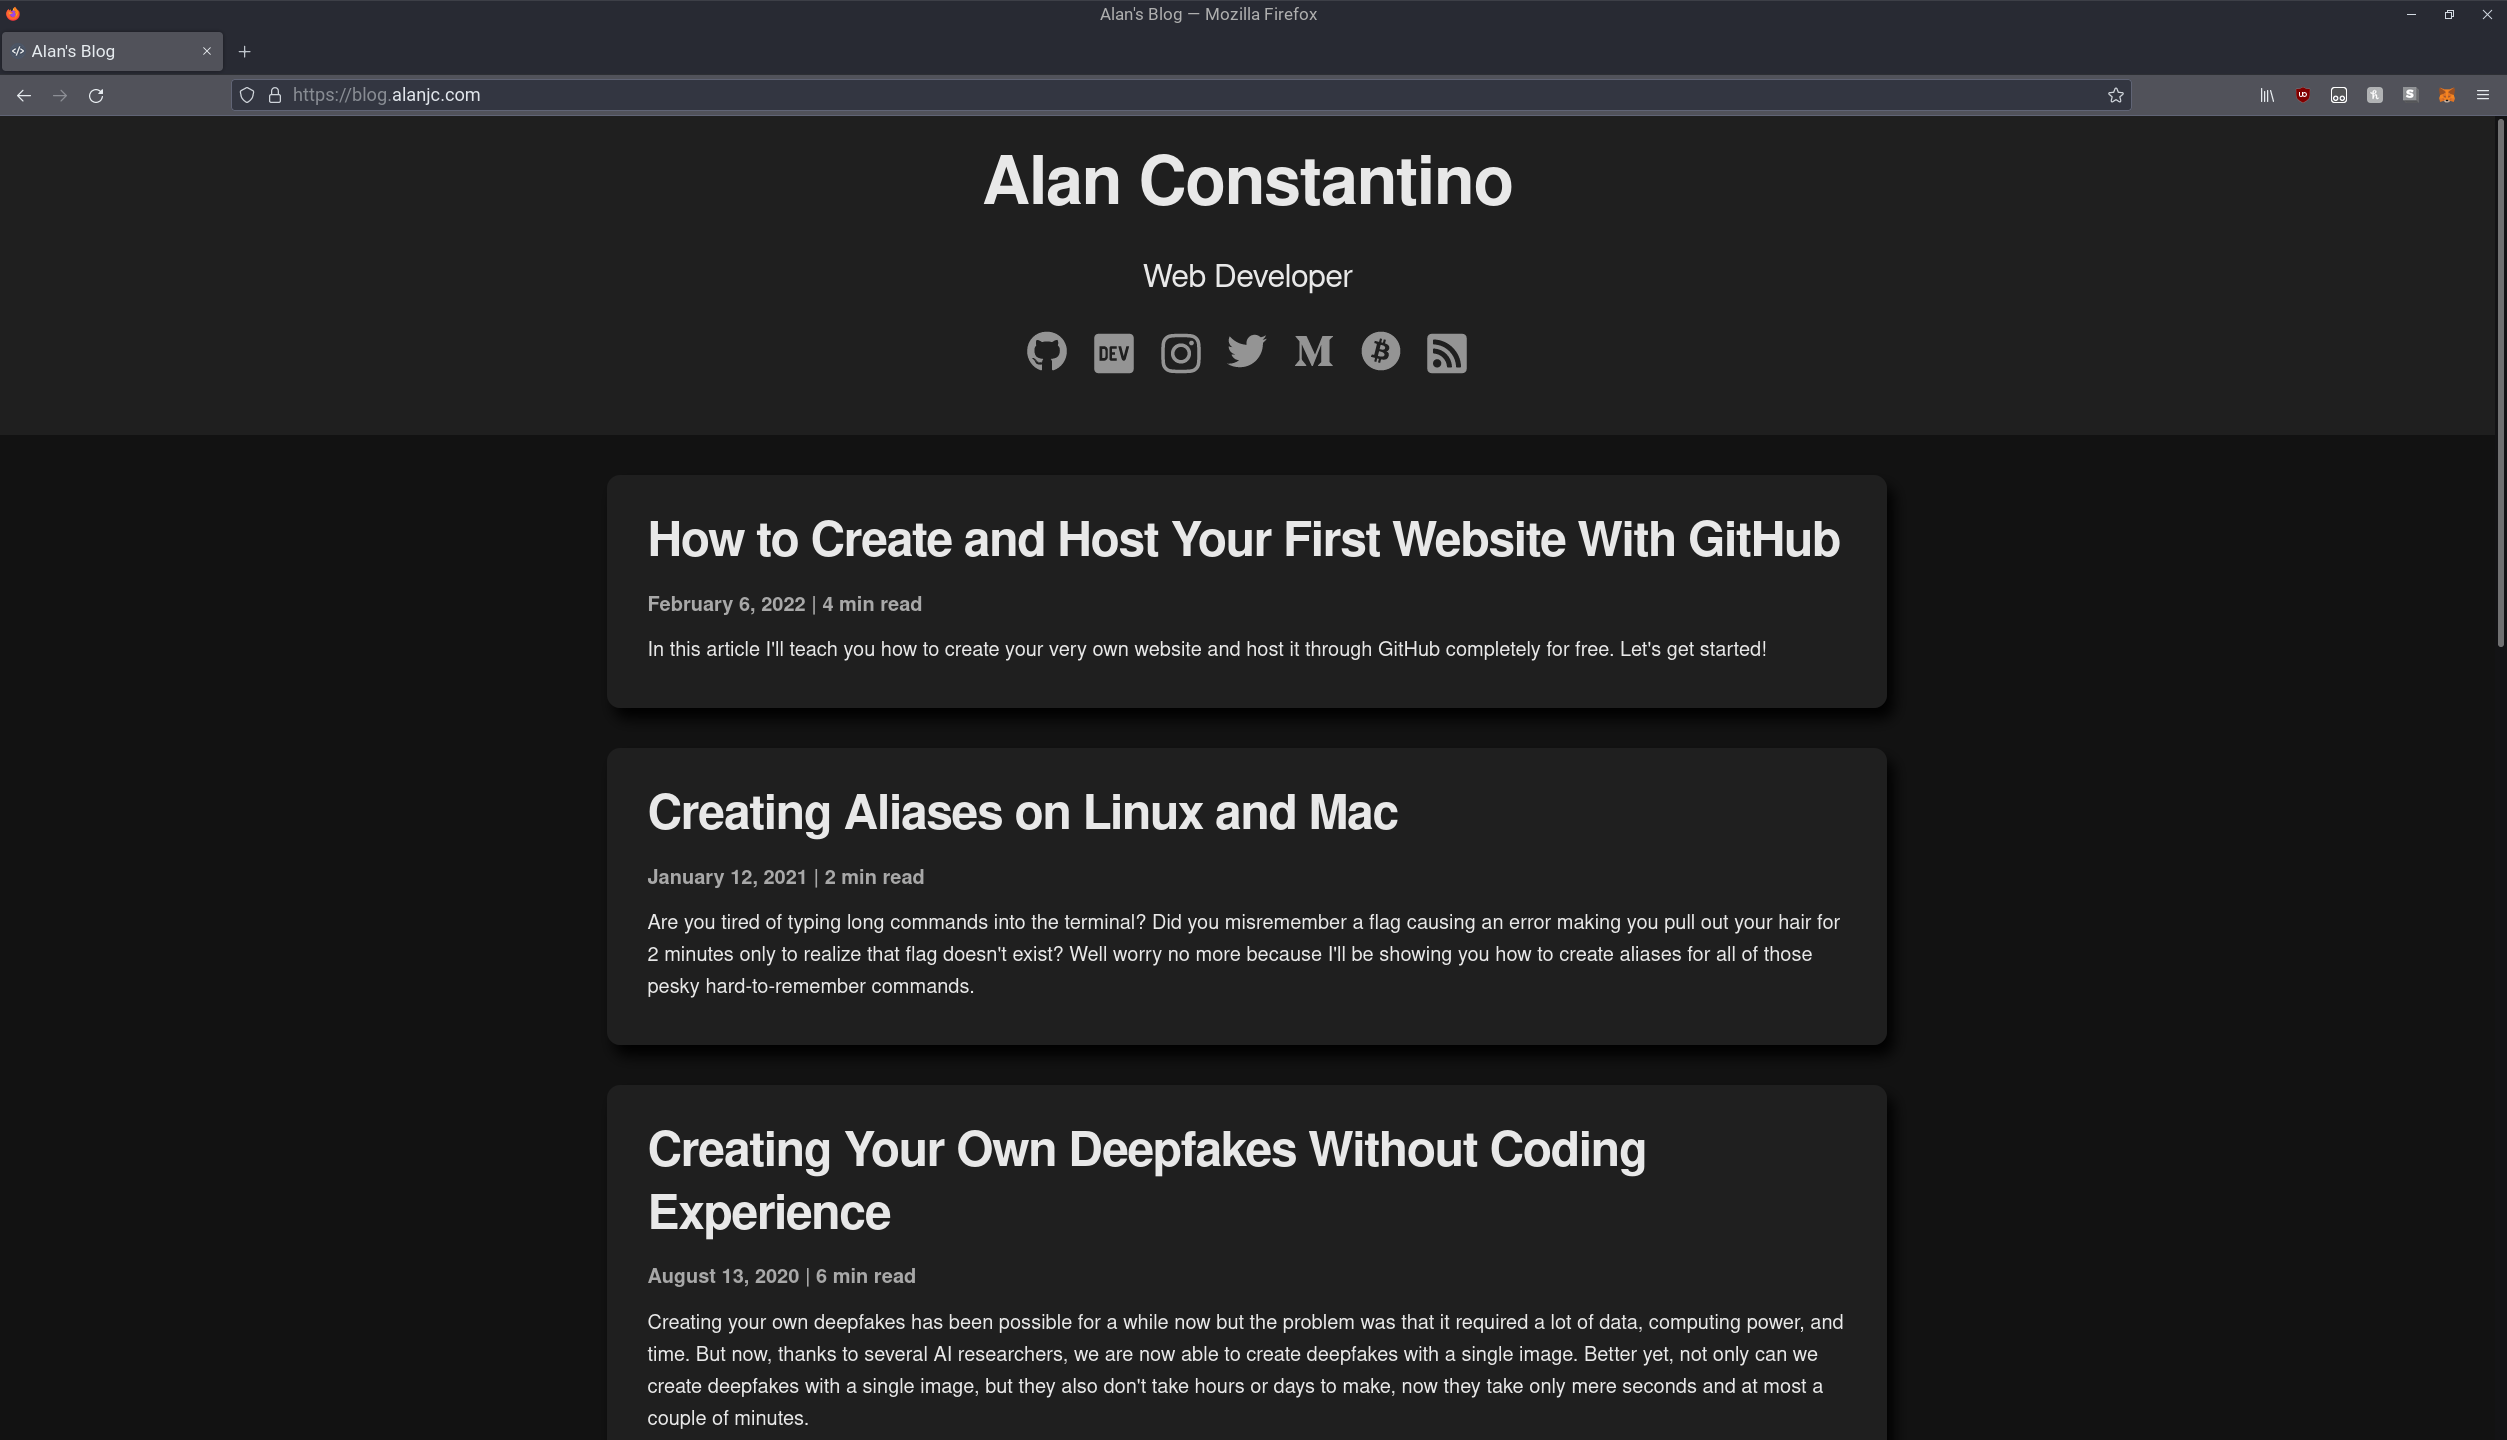 Alan's Blog — Mozilla Firefox
Alan's Blog
https://blog.alanjc.com
Alan Constantino
Web Developer
DEV
How to Create and Host Your First Website With GitHub
February 6, 2022 | 4 min read
In this article I'll teach you how to create your very own website and host it through GitHub completely for free. Let's get started!
Creating Aliases on Linux and Mac
January 12, 2021 | 2 min read
Are you tired of typing long commands into the terminal? Did you misremember a flag causing an error making you pull out your hair for
2 minutes only to realize that flag doesn't exist? Well worry no more because I'll be showing you how to create aliases for all of those
pesky hard-to-remember commands.
Creating Your Own Deepfakes Without Coding
Experience
August 13, 2020 | 6 min read
Creating your own deepfakes has been possible for a while now but the problem was that it required a lot of data, computing power, and
time. But now, thanks to several AI researchers, we are now able to create deepfakes with a single image. Better yet, not only can we
create deepfakes with a single image, but they also don't take hours or days to make, now they take only mere seconds and at most a
couple of minutes.